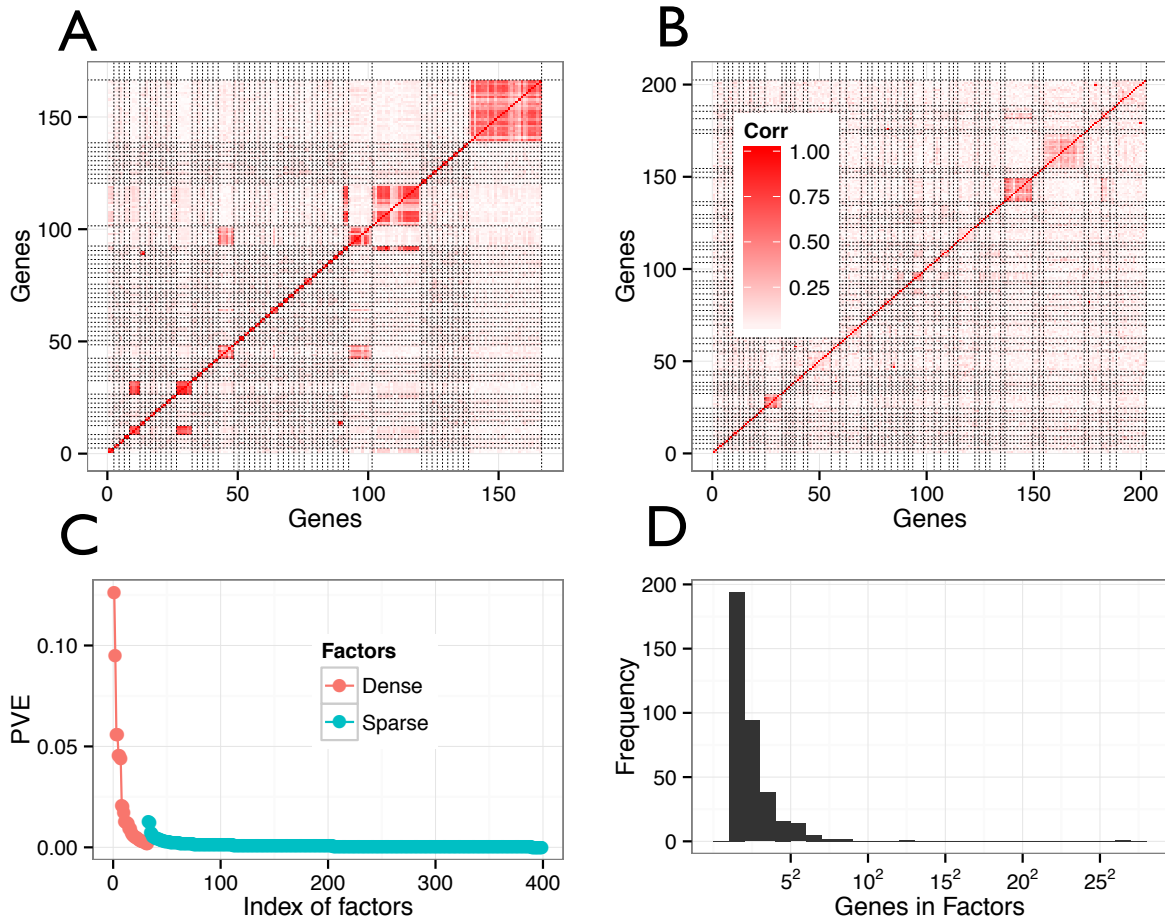 A
150
100
50
0
Genes
0 50 100 150
Genes
B
200
150
100
50
0
Genes
Corr
1.00
0.75
0.50
0.25
0 50 100 150 200
Genes
C
0.10
0.05
0.00
PVE
Factors
Dense
Sparse
0 100 200 300 400
Index of factors
D
200
150
100
50
0
Frequency
5² 10² 15² 20² 25²
Genes in Factors